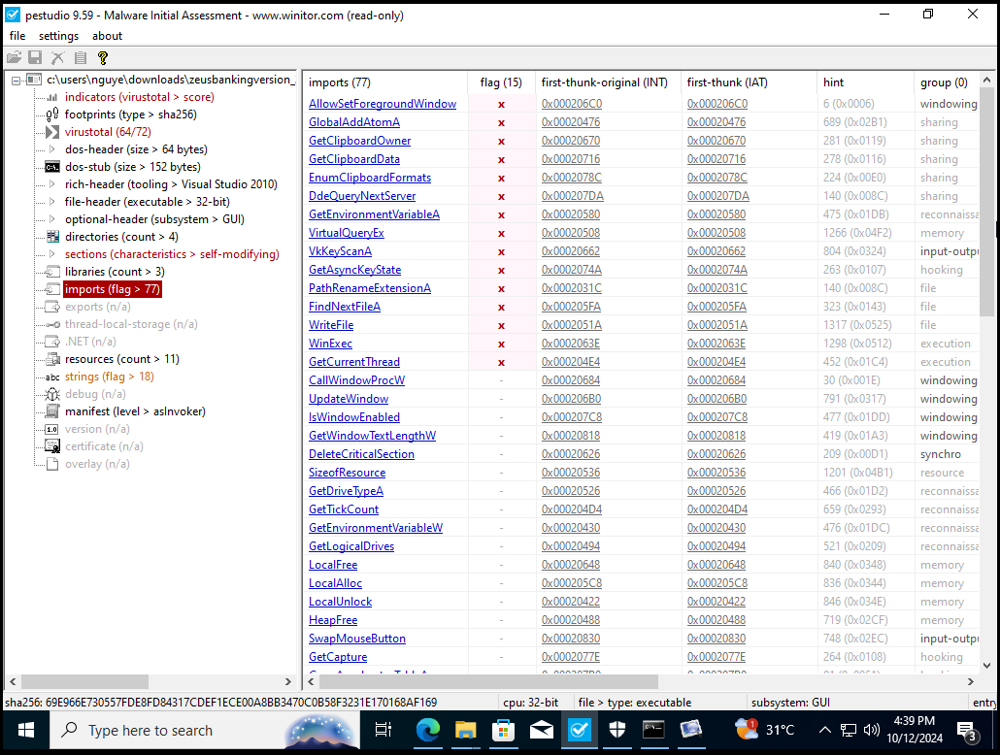 pestudio 9.59 - Malware Initial Assessment - www.winitor.com (read-only)
file settings about
c:\users\nguye\downloads\zeusbankingversion_
indicators (virustotal > score)
footprints (type > sha256)
virustotal (64/72)
dos-header (size > 64 bytes)
dos-stub (size > 152 bytes)
rich-header (tooling > Visual Studio 2010)
file-header (executable > 32-bit)
optional-header (subsystem > GUI)
directories (count > 4)
sections (characteristics > self-modifying)
libraries (count > 3)
imports (flag > 77)
exports (n/a)
thread-local-storage (n/a)
.NET (n/a)
resources (count > 11)
abc strings (flag > 18)
debug (n/a)
manifest (level > asInvoker)
1.0 version (n/a)
certificate (n/a)
overlay (n/a)
imports (77) flag (15) first-thunk-original (INT) first-thunk (IAT) hint group (0)
AllowSetForegroundWindow x 0x000206C0 0x000206C0 6 (0x0006) windowing
GlobalAddAtomA x 0x00020476 0x00020476 689 (0x02B1) sharing
GetClipboardOwner x 0x00020670 0x00020670 281 (0x0119) sharing
GetClipboardData x 0x00020716 0x00020716 278 (0x0116) sharing
EnumClipboardFormats x 0x0002078C 0x0002078C 224 (0x00E0) sharing
DdeQueryNextServer x 0x000207DA 0x000207DA 140 (0x008C) sharing
GetEnvironmentVariableA x 0x00020580 0x00020580 475 (0x01DB) reconnaissa
VirtualQueryEx x 0x00020508 0x00020508 1266 (0x04F2) memory
VkKeyScanA x 0x00020662 0x00020662 804 (0x0324) input-outpu
GetAsyncKeyState x 0x0002074A 0x0002074A 263 (0x0107) hooking
PathRenameExtensionA x 0x0002031C 0x0002031C 140 (0x008C) file
FindNextFileA x 0x000205FA 0x000205FA 323 (0x0143) file
WriteFile x 0x0002051A 0x0002051A 1317 (0x0525) file
WinExec x 0x0002063E 0x0002063E 1298 (0x0512) execution
GetCurrentThread x 0x000204E4 0x000204E4 452 (0x01C4) execution
CallWindowProcW - 0x00020684 0x00020684 30 (0x001E) windowing
UpdateWindow - 0x000206B0 0x000206B0 791 (0x0317) windowing
IsWindowEnabled - 0x000207C8 0x000207C8 477 (0x01DD) windowing
GetWindowTextLengthW - 0x00020818 0x00020818 419 (0x01A3) windowing
DeleteCriticalSection - 0x00020626 0x00020626 209 (0x00D1) synchro
SizeofResource - 0x00020536 0x00020536 1201 (0x04B1) resource
GetDriveTypeA - 0x00020526 0x00020526 466 (0x01D2) reconnaissa
GetTickCount - 0x000204D4 0x000204D4 659 (0x0293) reconnaissa
GetEnvironmentVariableW - 0x00020430 0x00020430 476 (0x01DC) reconnaissa
GetLogicalDrives - 0x00020494 0x00020494 521 (0x0209) reconnaissa
LocalFree - 0x00020648 0x00020648 840 (0x0348) memory
LocalAlloc - 0x000205C8 0x000205C8 836 (0x0344) memory
LocalUnlock - 0x00020422 0x00020422 846 (0x034E) memory
HeapFree - 0x00020488 0x00020488 719 (0x02CF) memory
SwapMouseButton - 0x00020830 0x00020830 748 (0x02EC) input-outpu
GetCapture - 0x0002077E 0x0002077E 264 (0x0108) hooking
sha256: 69E966E730557FDE8FD84317CDEF1ECE00A8BB3470C0B58F3231E170168AF169 cpu: 32-bit file > type: executable subsystem: GUI entry
Type here to search 31°C 4:39 PM
10/12/2024 3